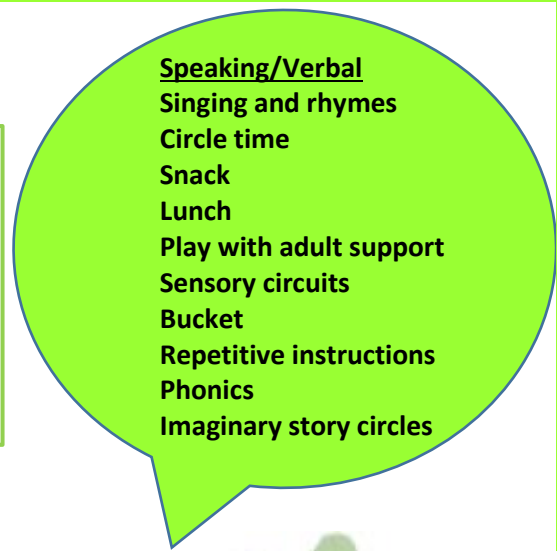 Speaking/Verbal
Singing and rhymes
Circle time
Snack
Lunch
Play with adult support
Sensory circuits
Bucket
Repetitive instructions
Phonics
Imaginary story circles